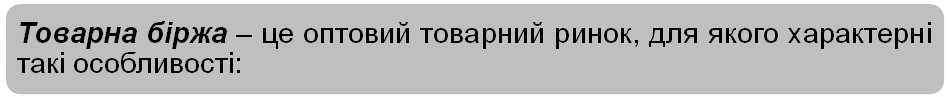 Товарна біржа – це оптовий товарний ринок, для якого характерні
такі особливості: